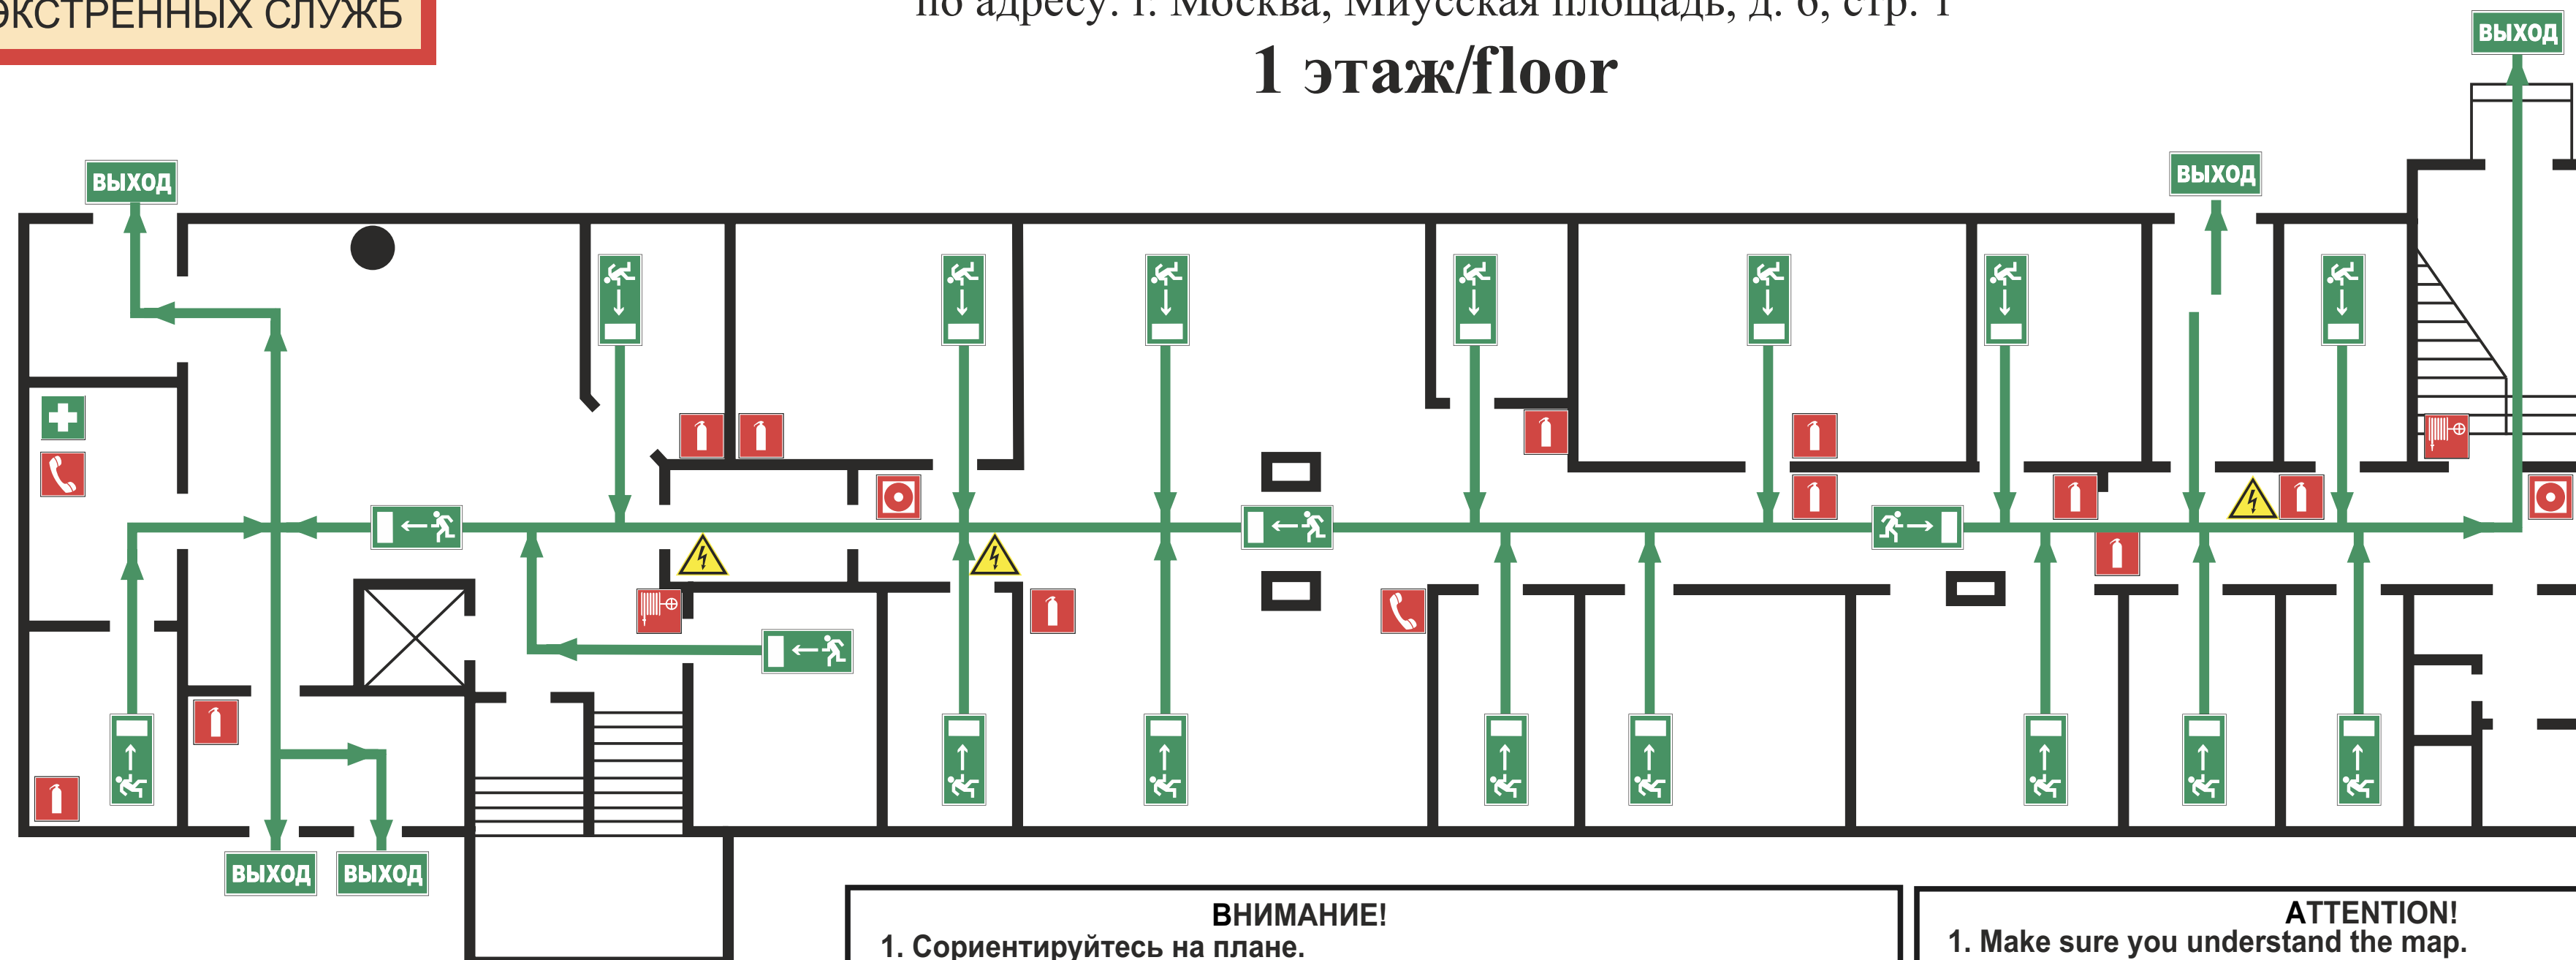 ЭКСТРЕННЫХ СЛУЖБ
по адресу: г. Москва, Миусская площадь, д. 6, стр. 1
1 этаж/floor
ВЫХОД
ВЫХОД
ВЫХОД
ВЫХОД
ВЫХОД
ВНИМАНИЕ!
1. Сориентируйтесь на плане.
ATTENTION!
1. Make sure you understand the map.